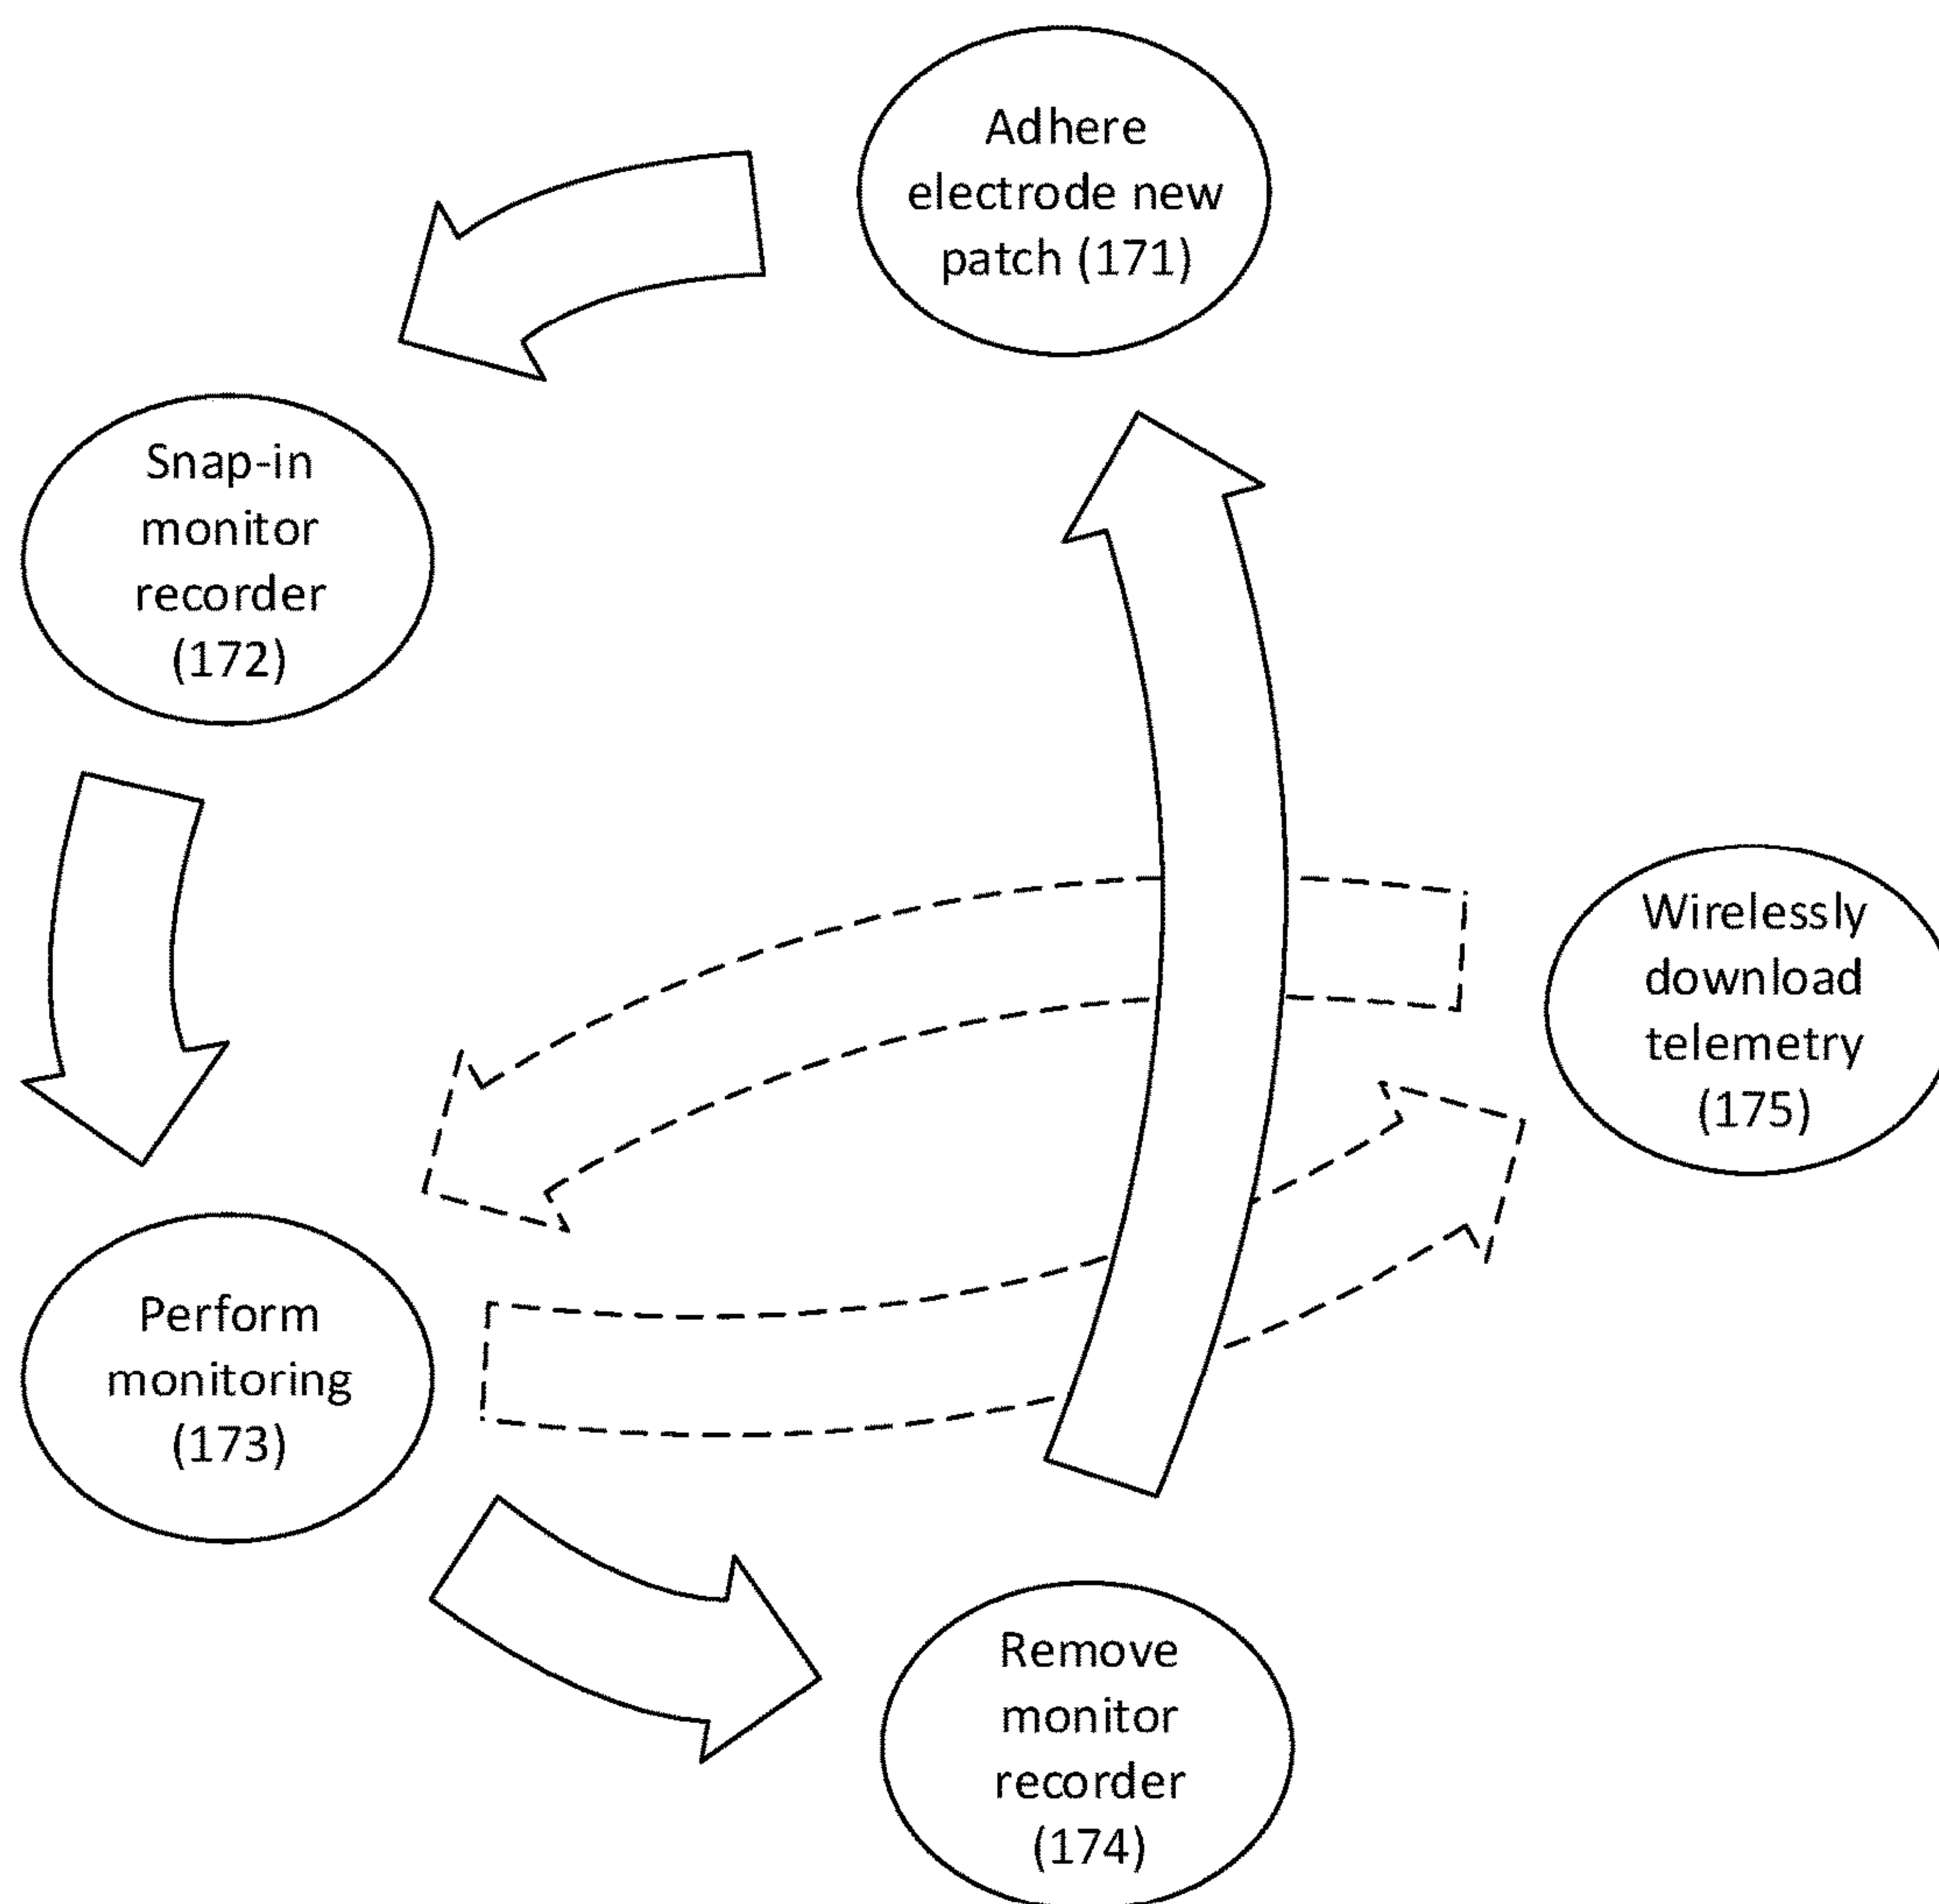 Adhere
electrode new
patch (171)
Snap-in
monitor
recorder
(172)
Wirelessly
download
telemetry
(175)
Perform
monitoring
(173)
Remove
monitor
recorder
(174)